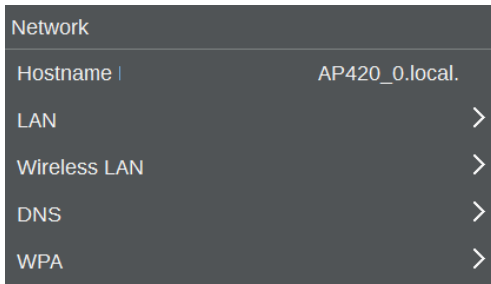 Network
Hostname AP420_0.local.
LAN
Wireless LAN
DNS
WPA